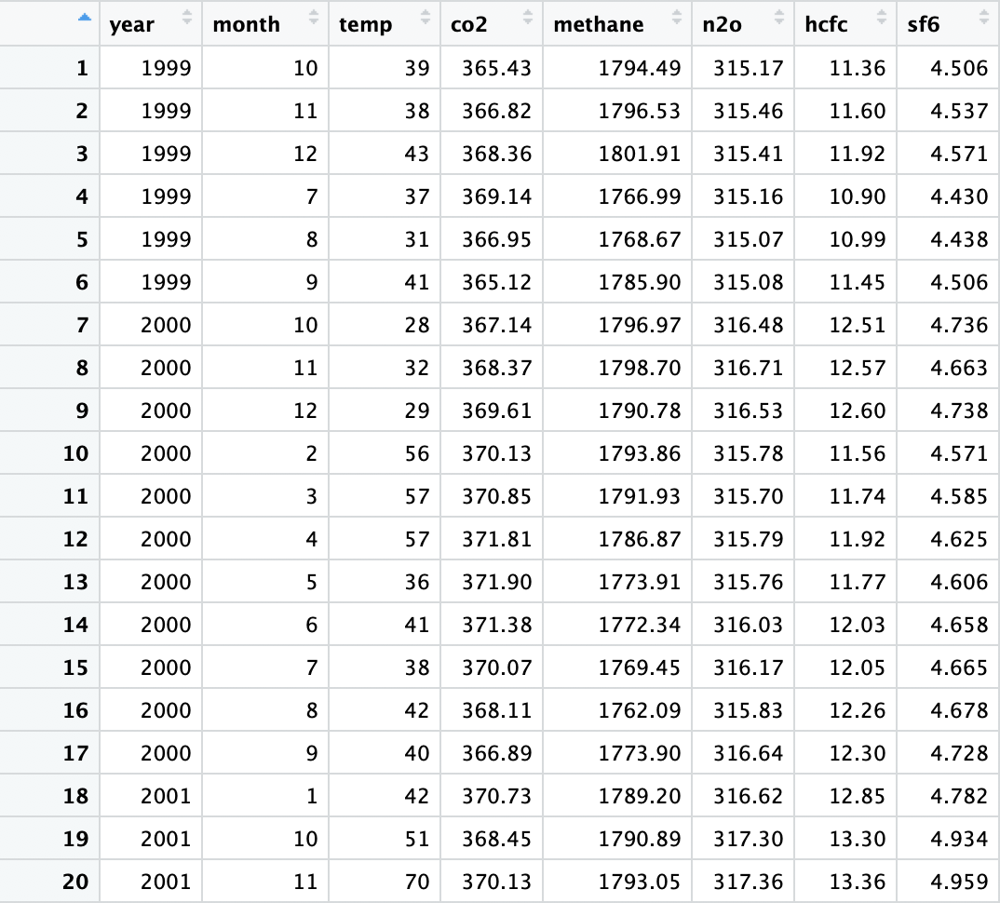 year month temp co2 methane n2o hcfc sf6
1 1999 10 39 365.43 1794.49 315.17 11.36 4.506
2 1999 11 38 366.82 1796.53 315.46 11.60 4.537
3 1999 12 43 368.36 1801.91 315.41 11.92 4.571
4 1999 7 37 369.14 1766.99 315.16 10.90 4.430
5 1999 8 31 366.95 1768.67 315.07 10.99 4.438
6 1999 9 41 365.12 1785.90 315.08 11.45 4.506
7 2000 10 28 367.14 1796.97 316.48 12.51 4.736
8 2000 11 32 368.37 1798.70 316.71 12.57 4.663
9 2000 12 29 369.61 1790.78 316.53 12.60 4.738
10 2000 2 56 370.13 1793.86 315.78 11.56 4.571
11 2000 3 57 370.85 1791.93 315.70 11.74 4.585
12 2000 4 57 371.81 1786.87 315.79 11.92 4.625
13 2000 5 36 371.90 1773.91 315.76 11.77 4.606
14 2000 6 41 371.38 1772.34 316.03 12.03 4.658
15 2000 7 38 370.07 1769.45 316.17 12.05 4.665
16 2000 8 42 368.11 1762.09 315.83 12.26 4.678
17 2000 9 40 366.89 1773.90 316.64 12.30 4.728
18 2001 1 42 370.73 1789.20 316.62 12.85 4.782
19 2001 10 51 368.45 1790.89 317.30 13.30 4.934
20 2001 11 70 370.13 1793.05 317.36 13.36 4.959